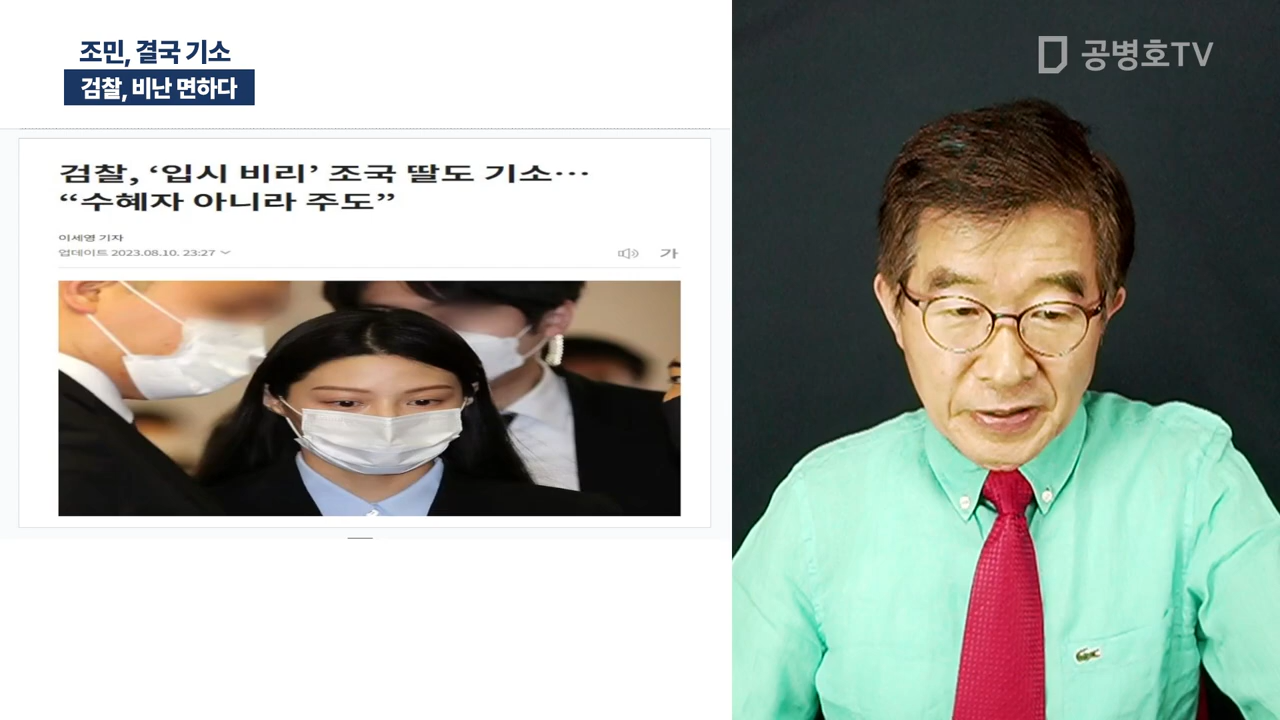 조민, 결국 기소
검찰, 비난 면하다
공병호TV
검찰, ‘입시 비리’ 조국 딸도 기소…
“수혜자 아니라 주도”
이세영 기자
업데이트 2023.08.10. 23:27
가